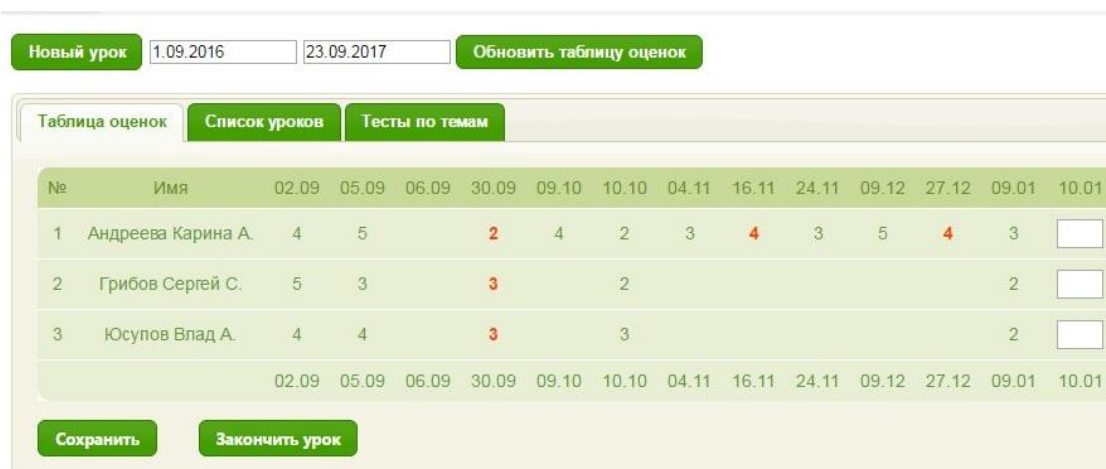 Новый урок 1.09.2016 23.09.2017 Обновить таблицу оценок
Таблица оценок Список уроков Тесты по темам
№ Имя 02.09 05.09 06.09 30.09 09.10 10.10 04.11 16.11 24.11 09.12 27.12 09.01 10.01
1 Андреева Карина А. 4 5 2 4 2 3 4 3 5 4 3
2 Грибов Сергей С. 5 3 3 2 2
3 Юсупов Влад А. 4 4 3 3 2
02.09 05.09 06.09 30.09 09.10 10.10 04.11 16.11 24.11 09.12 27.12 09.01 10.01
Сохранить Закончить урок